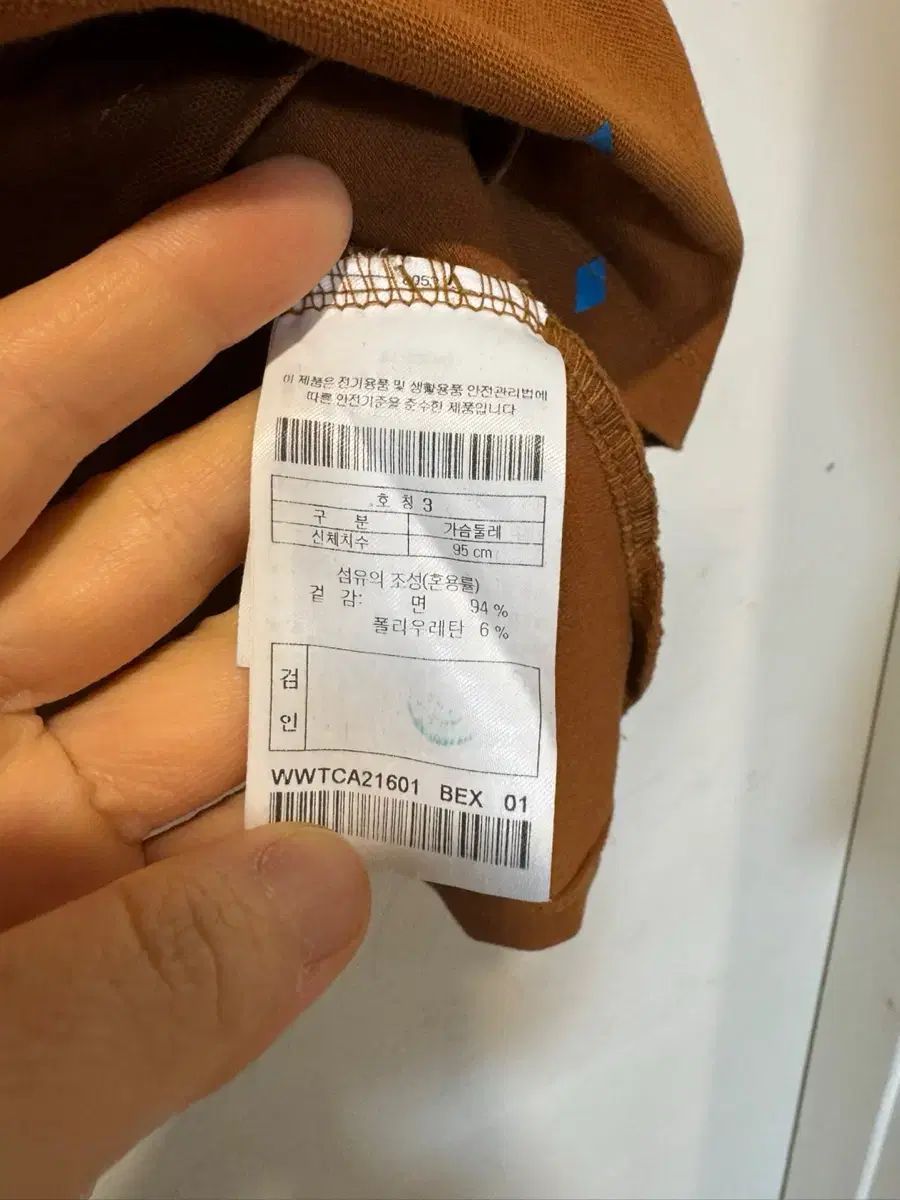 이 제품은 전기용품 및 생활용품 안전관리법에
따른 안전기준을 준수한 제품입니다
호 칭 3
구 분 가슴둘레
신체치수 95 cm
섬유의 조성(혼용률)
겉 감: 면 94 %
폴리우레탄 6 %
검
인
WWTCA21601 BEX 01